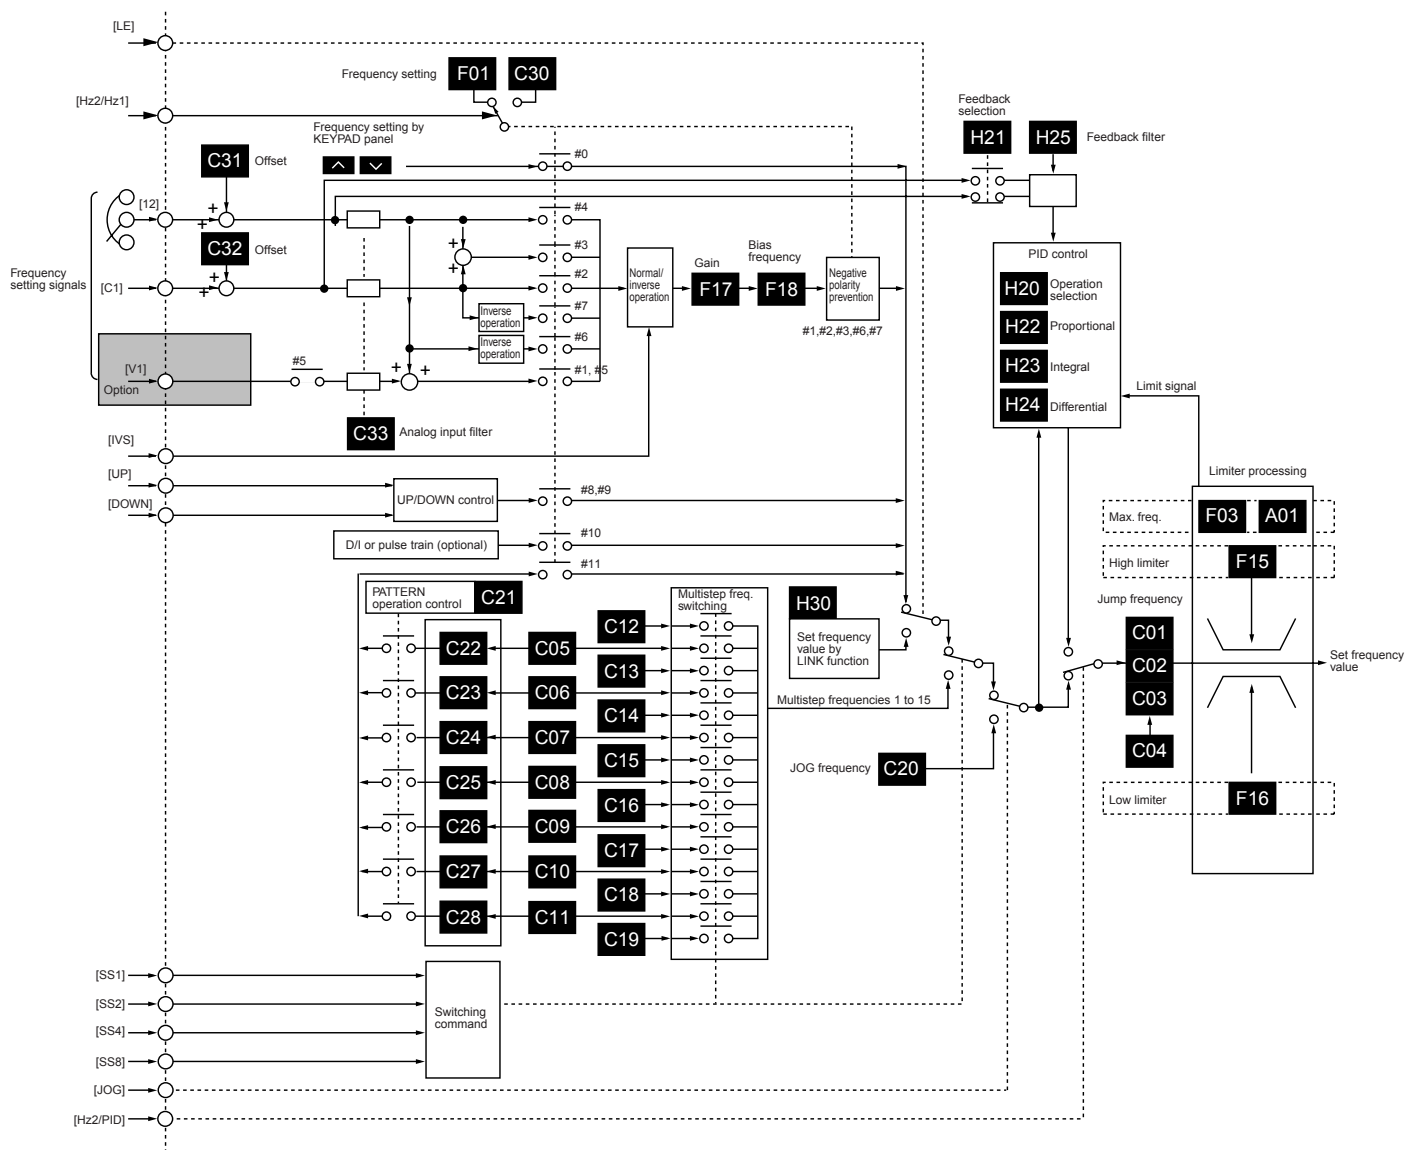 [LE]
Frequency setting
F01
C30
[Hz2/Hz1]
Frequency setting by
KEYPAD panel
#0
Feedback
selection
H21
H25
Feedback filter
C31
Offset
[12]
+
+
#4
C32
Offset
+
+
#3
+
+
Frequency
setting signals
[C1]
#2
Normal/
inverse
operation
Gain
F17
Bias
frequency
F18
Negative
polarity
prevention
#1,#2,#3,#6,#7
Inverse
operation
#7
Inverse
operation
#6
[V1]
Option
#5
+
+
#1, #5
C33
Analog input filter
PID control
H20
Operation
selection
H22
Proportional
H23
Integral
H24
Differential
Limit signal
[IVS]
[UP]
[DOWN]
UP/DOWN control
#8,#9
D/I or pulse train (optional)
#10
#11
Limiter processing
Max. freq.
F03
A01
High limiter
F15
PATTERN
operation control
C21
Multistep freq.
switching
H30
Set frequency
value by
LINK function
Jump frequency
C01
C02
C03
C04
Set frequency
value
C12
C22
C05
C13
C23
C06
C14
Multistep frequencies 1 to 15
C24
C07
C15
JOG frequency
C20
C25
C08
C16
Low limiter
F16
C26
C09
C17
C27
C10
C18
C28
C11
C19
[SS1]
[SS2]
[SS4]
[SS8]
Switching
command
[JOG]
[Hz2/PID]